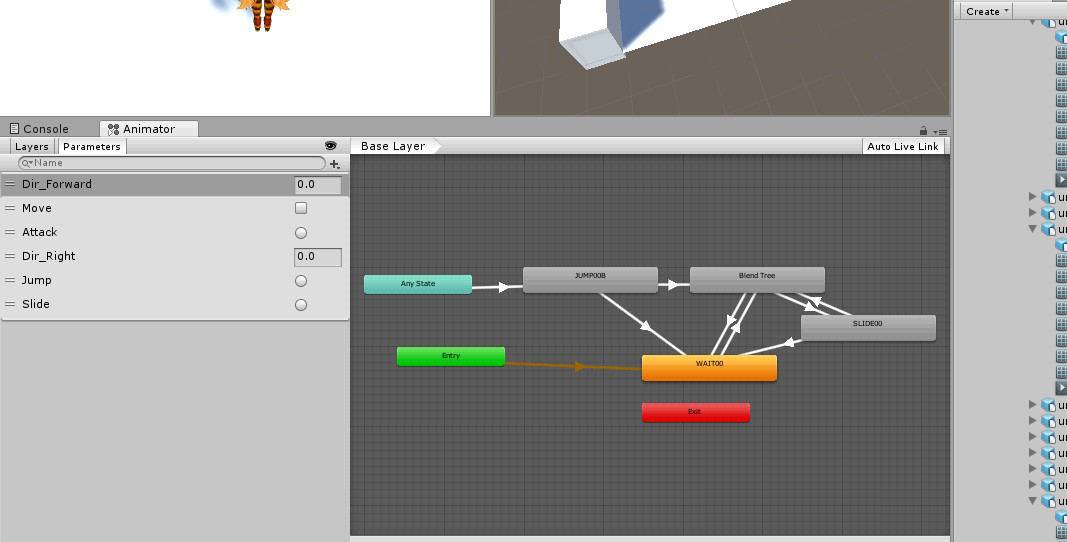 Create
Console
Animator
Layers
Parameters
Base Layer
Auto Live Link
Name
Dir_Forward
0.0
Move
Attack
Dir_Right
0.0
Jump
Slide
Any State
JUMP00B
Blend Tree
SLIDE00
Entry
WAIT00
Exit